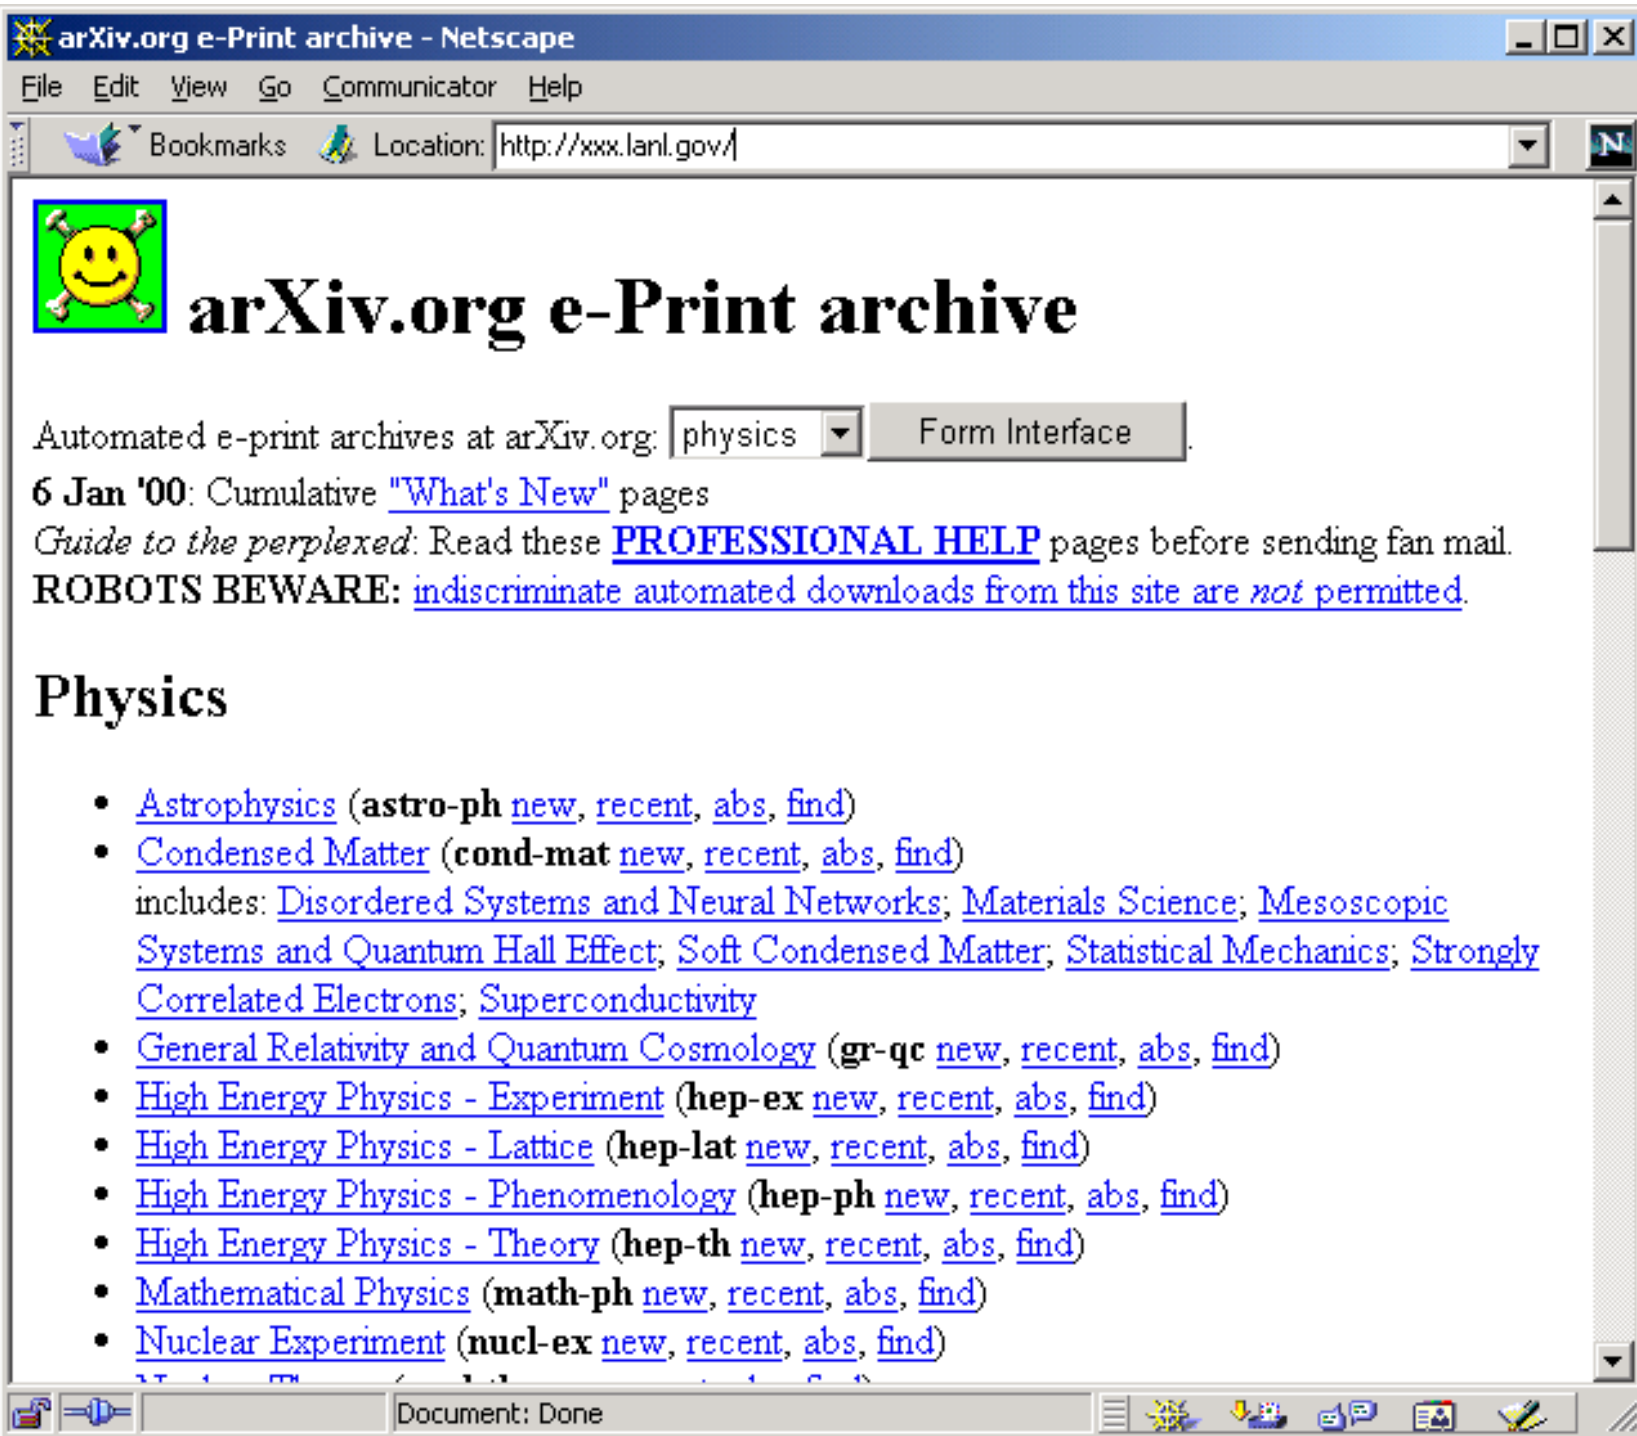 arXiv.org e-Print archive - Netscape
File Edit View Go Communicator Help
Bookmarks Location: http://xxx.lanl.gov/
N
arXiv.org e-Print archive
Automated e-print archives at arXiv.org: physics Form Interface .
6 Jan '00: Cumulative "What's New" pages
Guide to the perplexed: Read these PROFESSIONAL HELP pages before sending fan mail.
ROBOTS BEWARE: indiscriminate automated downloads from this site are not permitted.
Physics
• Astrophysics (astro-ph new, recent, abs, find)
• Condensed Matter (cond-mat new, recent, abs, find)
includes: Disordered Systems and Neural Networks; Materials Science; Mesoscopic
Systems and Quantum Hall Effect; Soft Condensed Matter; Statistical Mechanics; Strongly
Correlated Electrons; Superconductivity
• General Relativity and Quantum Cosmology (gr-qc new, recent, abs, find)
• High Energy Physics - Experiment (hep-ex new, recent, abs, find)
• High Energy Physics - Lattice (hep-lat new, recent, abs, find)
• High Energy Physics - Phenomenology (hep-ph new, recent, abs, find)
• High Energy Physics - Theory (hep-th new, recent, abs, find)
• Mathematical Physics (math-ph new, recent, abs, find)
• Nuclear Experiment (nucl-ex new, recent, abs, find)
Document: Done